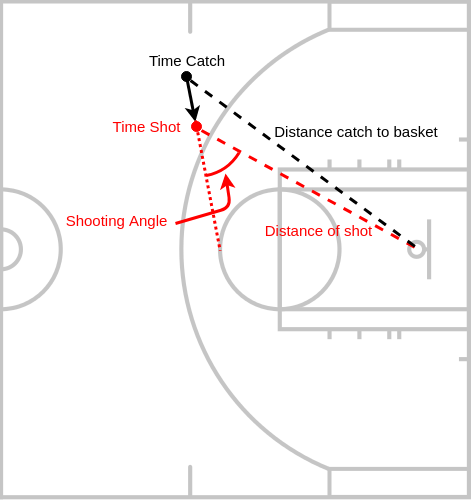 Time Catch
Time Shot
Distance catch to basket
Shooting Angle
Distance of shot